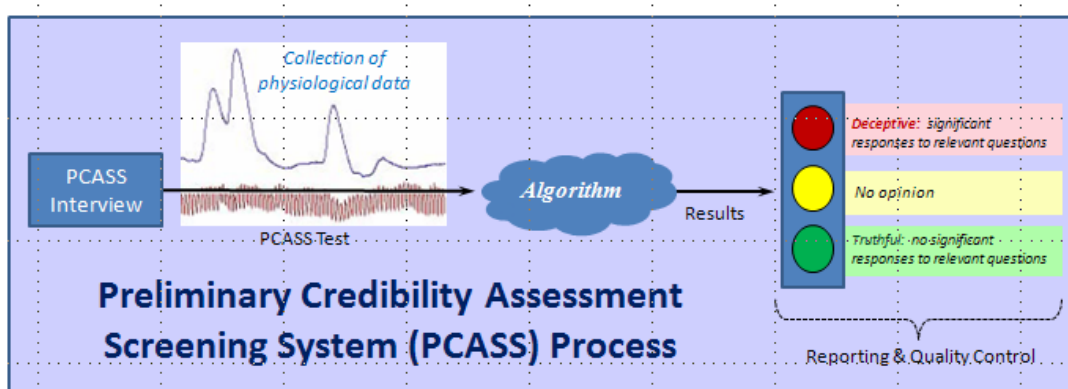 Collection of
physiological data
PCASS
Interview
PCASS Test
Algorithm
Results
Deceptive: significant
responses to relevant questions
No opinion
Truthful: no significant
responses to relevant questions
Reporting & Quality Control
Preliminary Credibility Assessment
Screening System (PCASS) Process